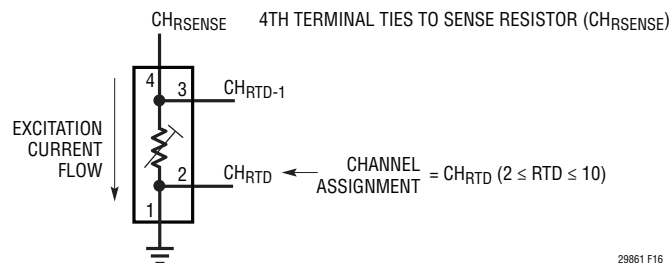 CHRSENSE 4TH TERMINAL TIES TO SENSE RESISTOR (CHRSENSE)
4
3 CHRTD-1
EXCITATION
CURRENT
FLOW
2 CHRTD
CHANNEL
ASSIGNMENT = CHRTD (2 ≤ RTD ≤ 10)
1
29861 F16